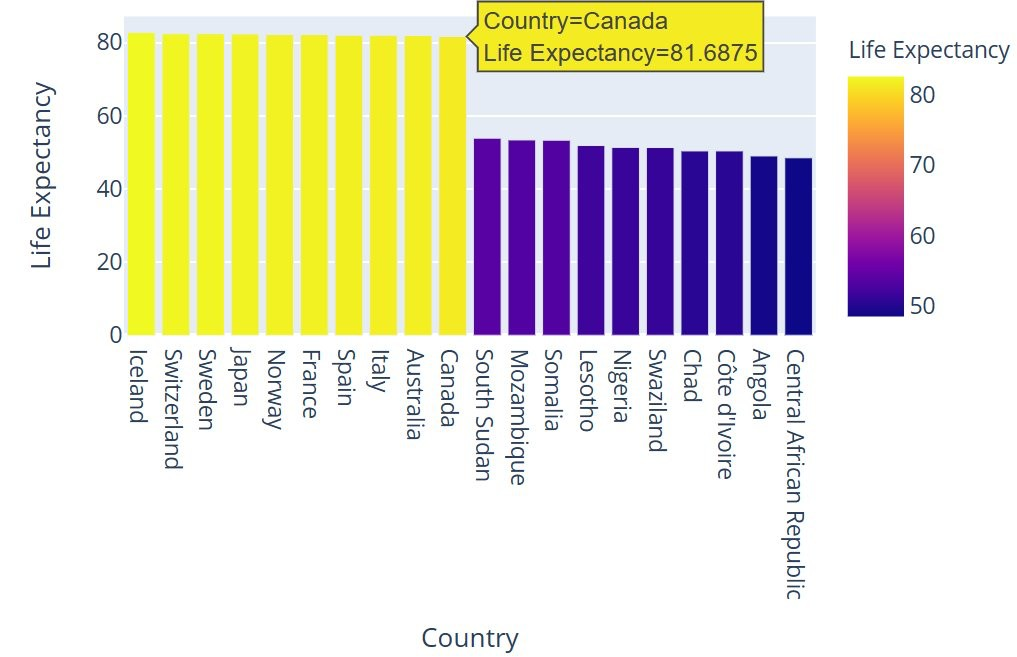 Country=Canada
Life Expectancy=81.6875
Life Expectancy
80
60
40
20
0
Life Expectancy
80
70
60
50
Iceland
Switzerland
Sweden
Japan
Norway
France
Spain
Italy
Australia
Canada
South Sudan
Mozambique
Somalia
Lesotho
Nigeria
Swaziland
Chad
Côte d'Ivoire
Angola
Central African Republic
Country